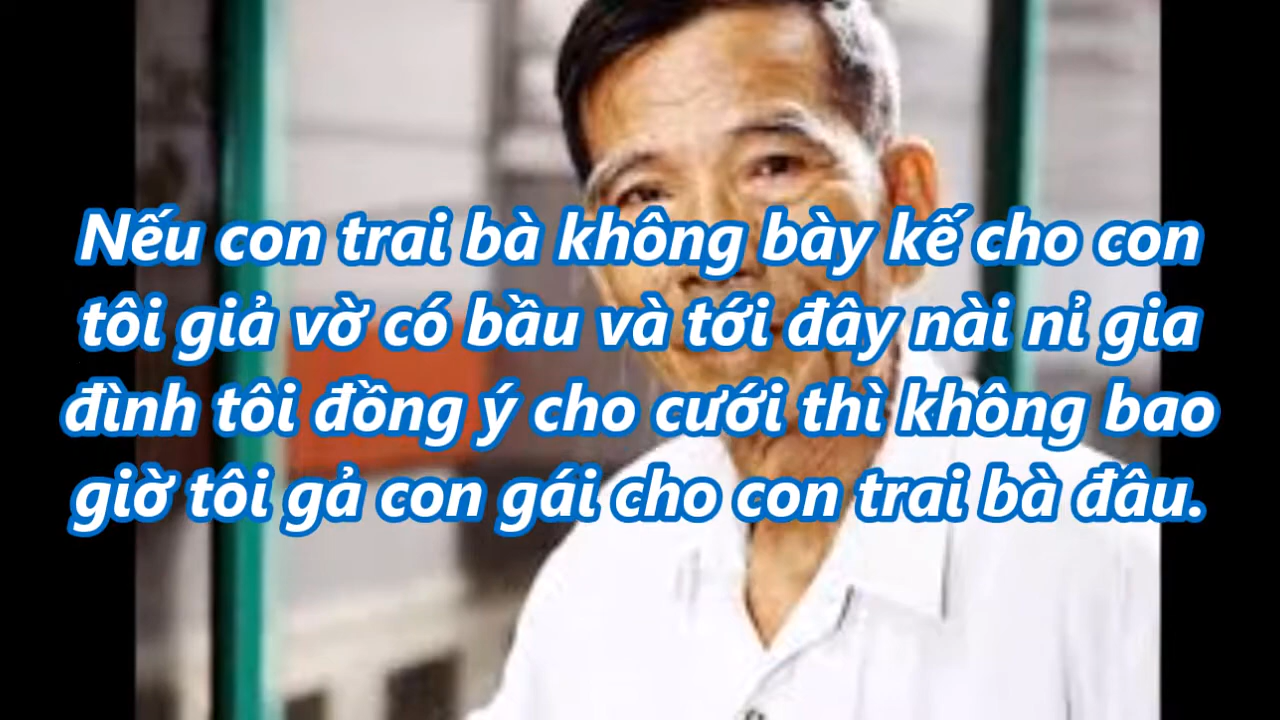 Nếu con trai bà không bày kế cho con
tôi giả vờ có bầu và tới đây nài nỉ gia
đình tôi đồng ý cho cưới thì không bao
giờ tôi gả con gái cho con trai bà đâu.